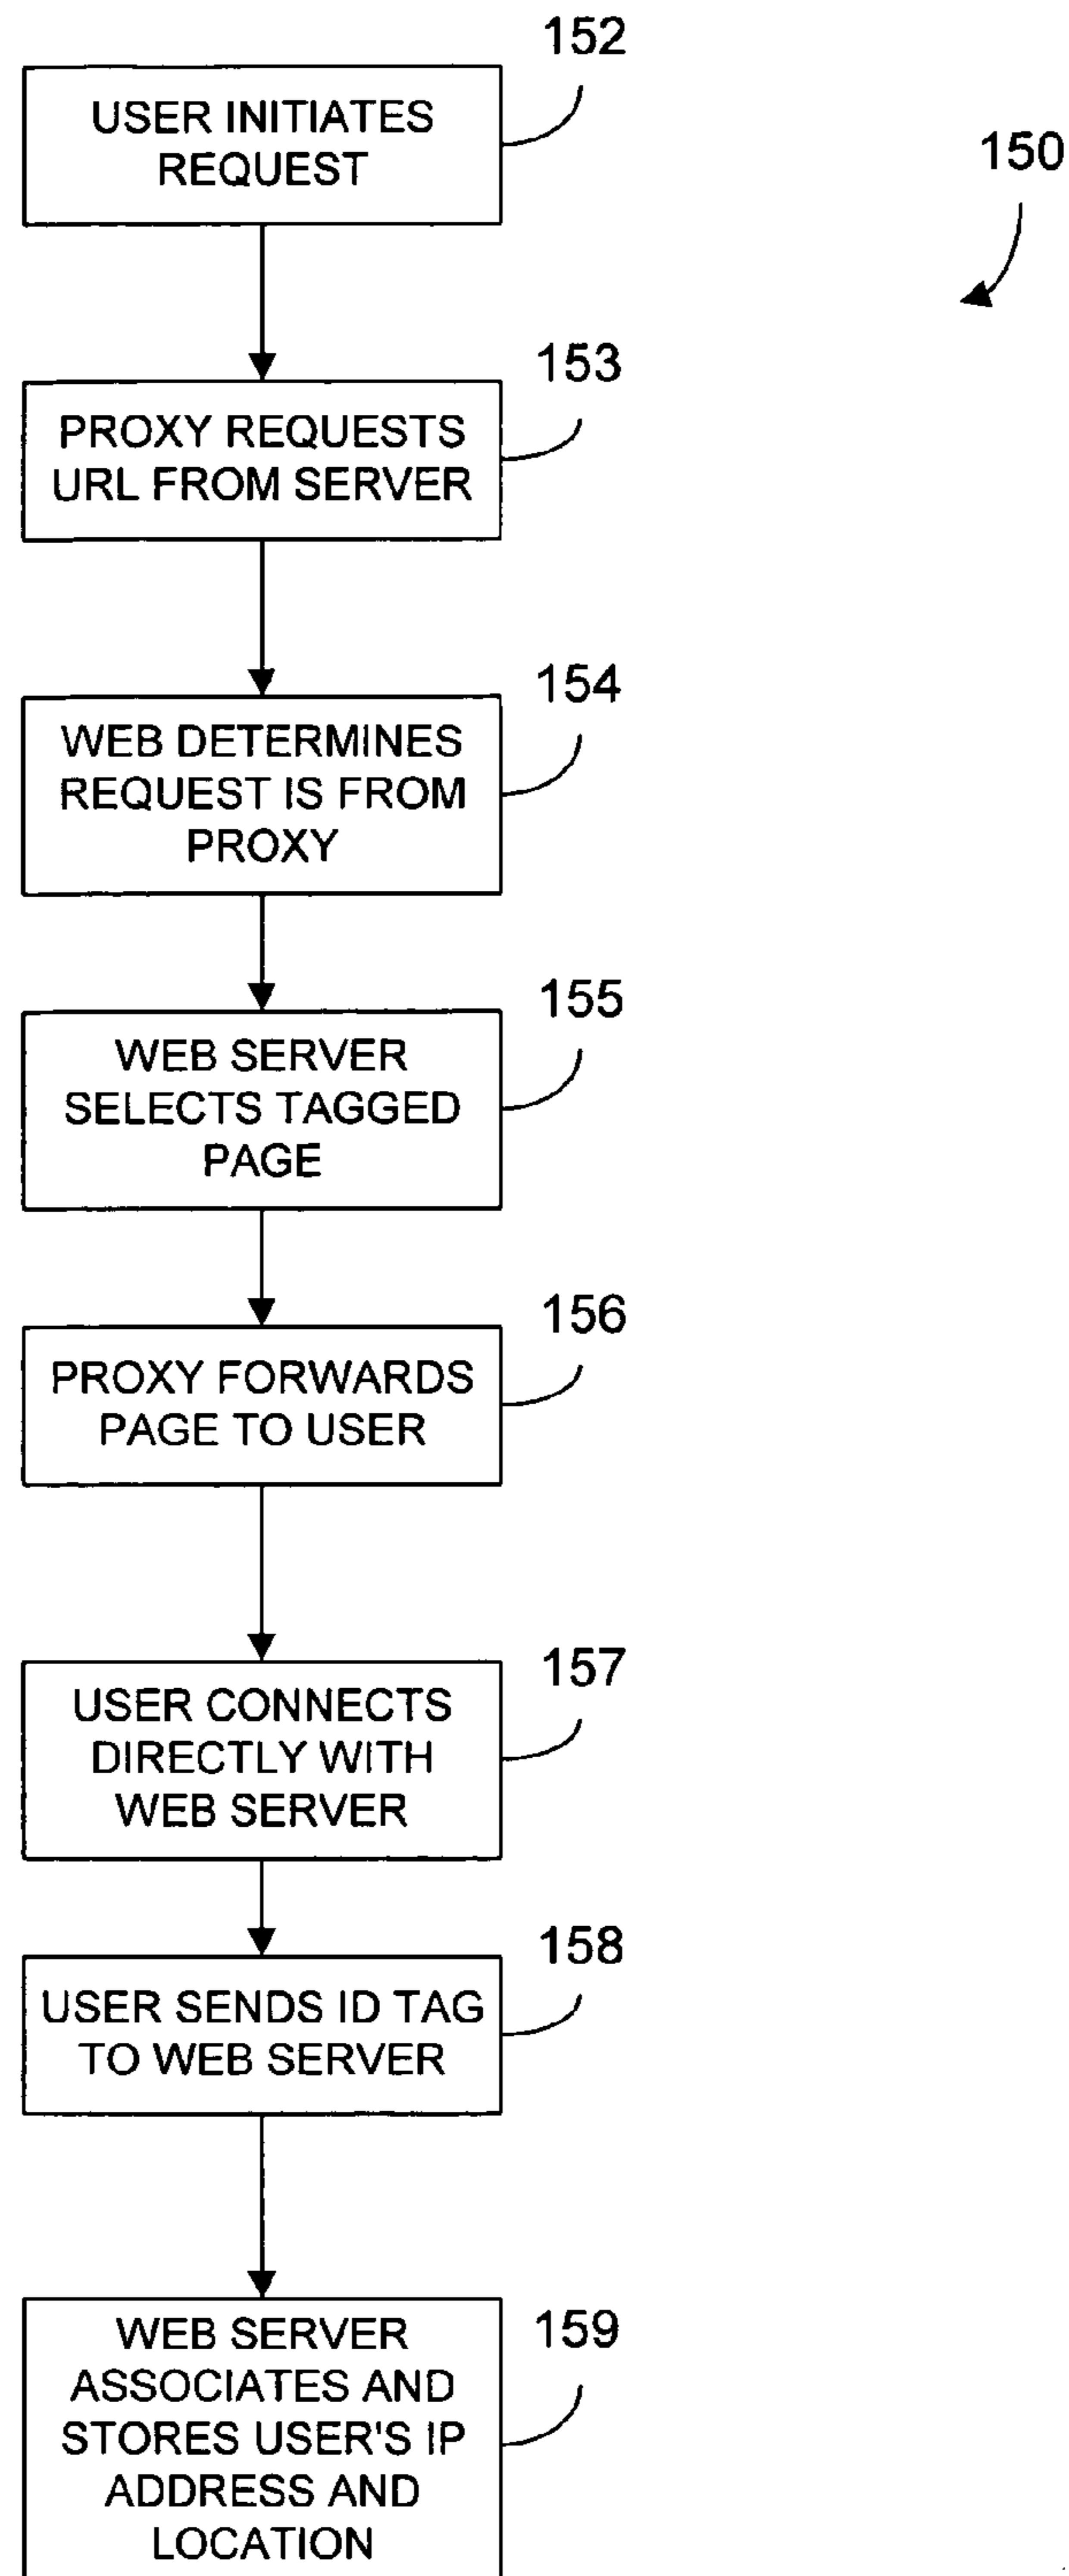 152
USER INITIATES
REQUEST
150
153
PROXY REQUESTS
URL FROM SERVER
154
WEB DETERMINES
REQUEST IS FROM
PROXY
155
WEB SERVER
SELECTS TAGGED
PAGE
156
PROXY FORWARDS
PAGE TO USER
157
USER CONNECTS
DIRECTLY WITH
WEB SERVER
158
USER SENDS ID TAG
TO WEB SERVER
159
WEB SERVER
ASSOCIATES AND
STORES USER'S IP
ADDRESS AND
LOCATION